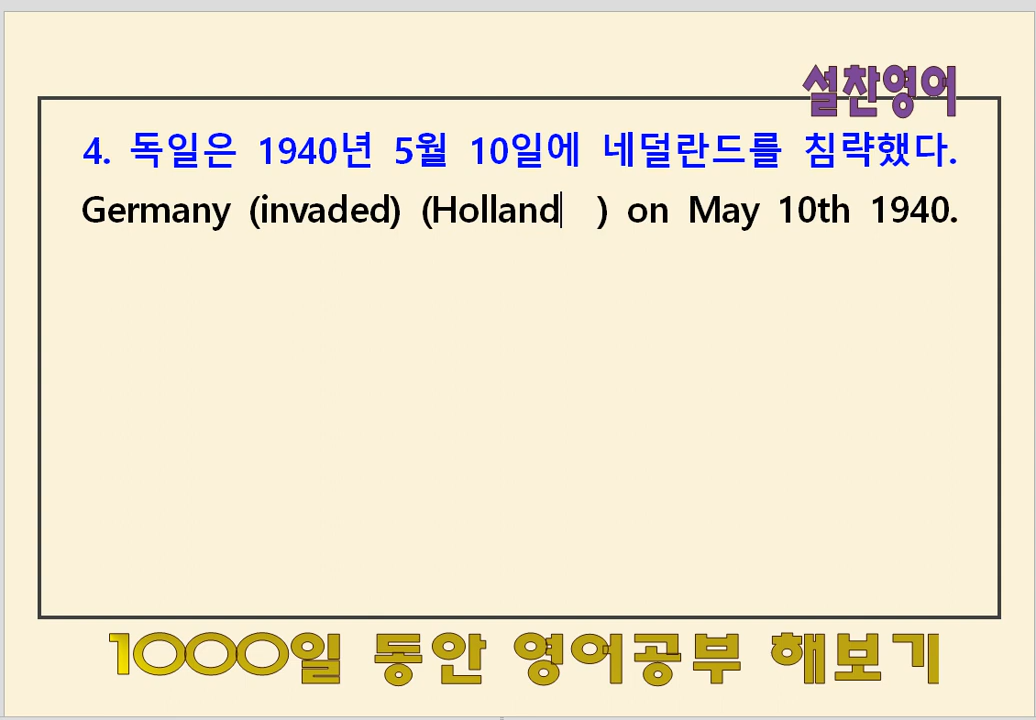 설찬영어
4. 독일은 1940년 5월 10일에 네덜란드를 침략했다.
Germany (invaded) (Holland ) on May 10th 1940.
1000일 동안 영어공부 해보기